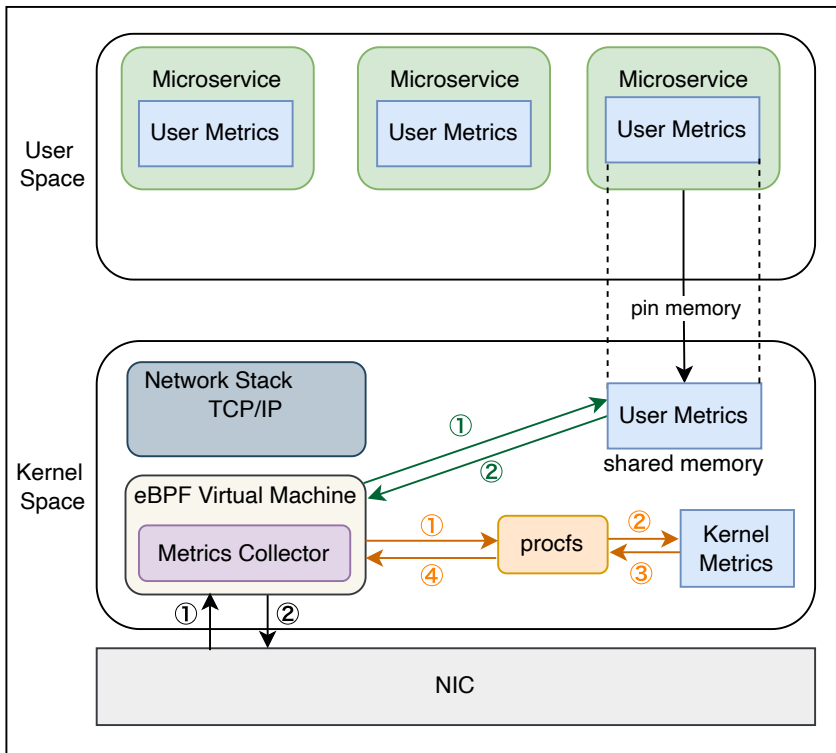 Microservice
User Metrics
Microservice
User Metrics
Microservice
User Metrics
User
Space
pin memory
Network Stack
TCP/IP
User Metrics
shared memory
①
②
Kernel
Space
eBPF Virtual Machine
Metrics Collector
①
④
procfs
②
③
Kernel
Metrics
①
②
NIC